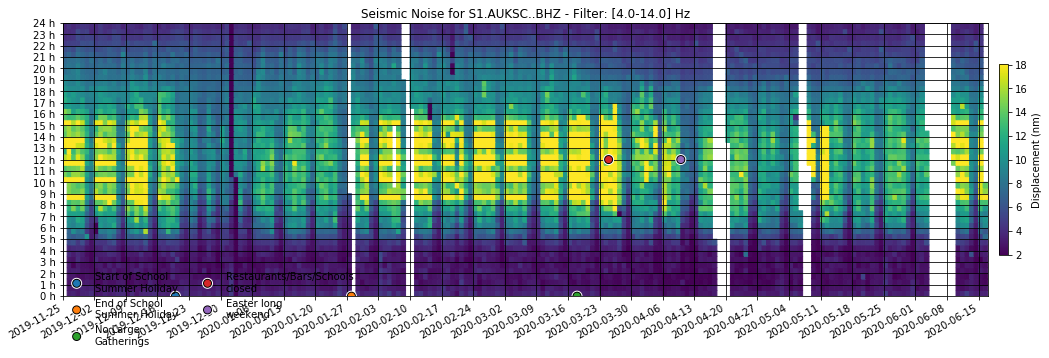 Seismic Noise for S1.AUKSC..BHZ - Filter: [4.0-14.0] Hz
24 h
23 h
22 h
21 h
20 h
19 h
18 h
17 h
16 h
15 h
14 h
13 h
12 h
11 h
10 h
9 h
8 h
7 h
6 h
5 h
4 h
3 h
2 h
1 h
0 h
18
16
14
12
10
8
6
4
2
Displacement (nm)
Start of School
Summer Holiday
End of School
Summer Holiday
No Large
Gatherings
Restaurants/Bars/Schools
closed
Easter long
weekend
2019-11-25
2019-12-02
2020-01-13
2020-01-20
2020-01-27
2020-02-03
2020-02-10
2020-02-17
2020-02-24
2020-03-02
2020-03-09
2020-03-16
2020-03-23
2020-03-30
2020-04-06
2020-04-13
2020-04-20
2020-04-27
2020-05-04
2020-05-11
2020-05-18
2020-05-25
2020-06-01
2020-06-08
2020-06-15